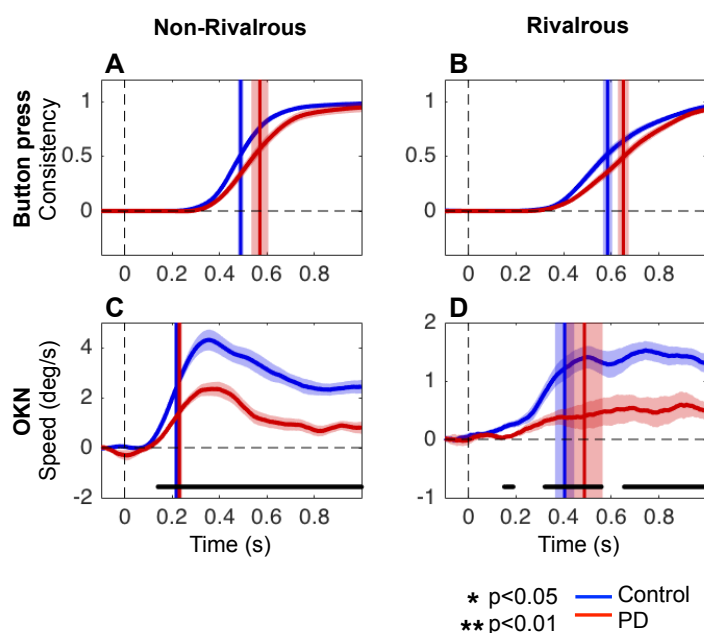 Non-Rivalrous
Rivalrous
A
B
Button press
Consistency
1
0.5
0
0 0.2 0.4 0.6 0.8
1
0.5
0
0 0.2 0.4 0.6 0.8
C
D
OKN
Speed (deg/s)
4
2
0
-2
0 0.2 0.4 0.6 0.8
Time (s)
2
1
0
-1
0 0.2 0.4 0.6 0.8
Time (s)
* p<0.05
** p<0.01
Control
PD